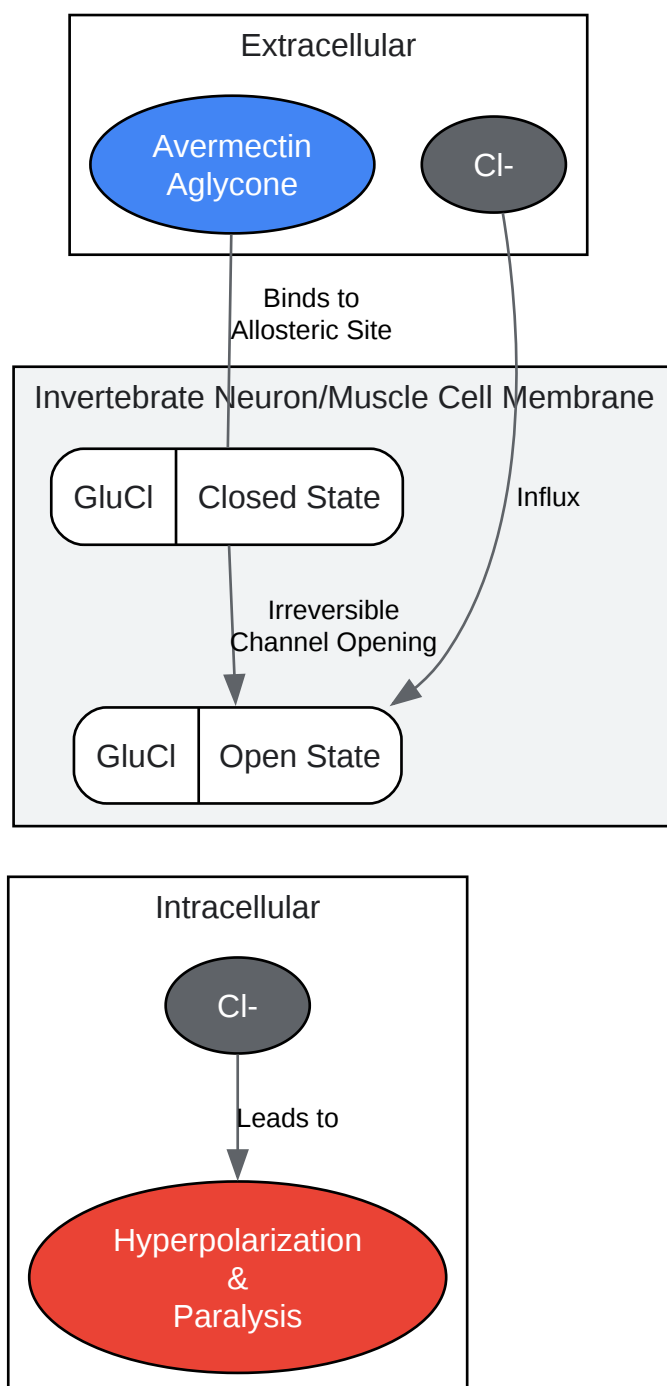 Extracellular
Avermectin
Aglycone
Cl-
Binds to
Allosteric Site
Invertebrate Neuron/Muscle Cell Membrane
GluCl
Closed State
Influx
Irreversible
Channel Opening
GluCl
Open State
Intracellular
Cl-
Leads to
Hyperpolarization
&
Paralysis